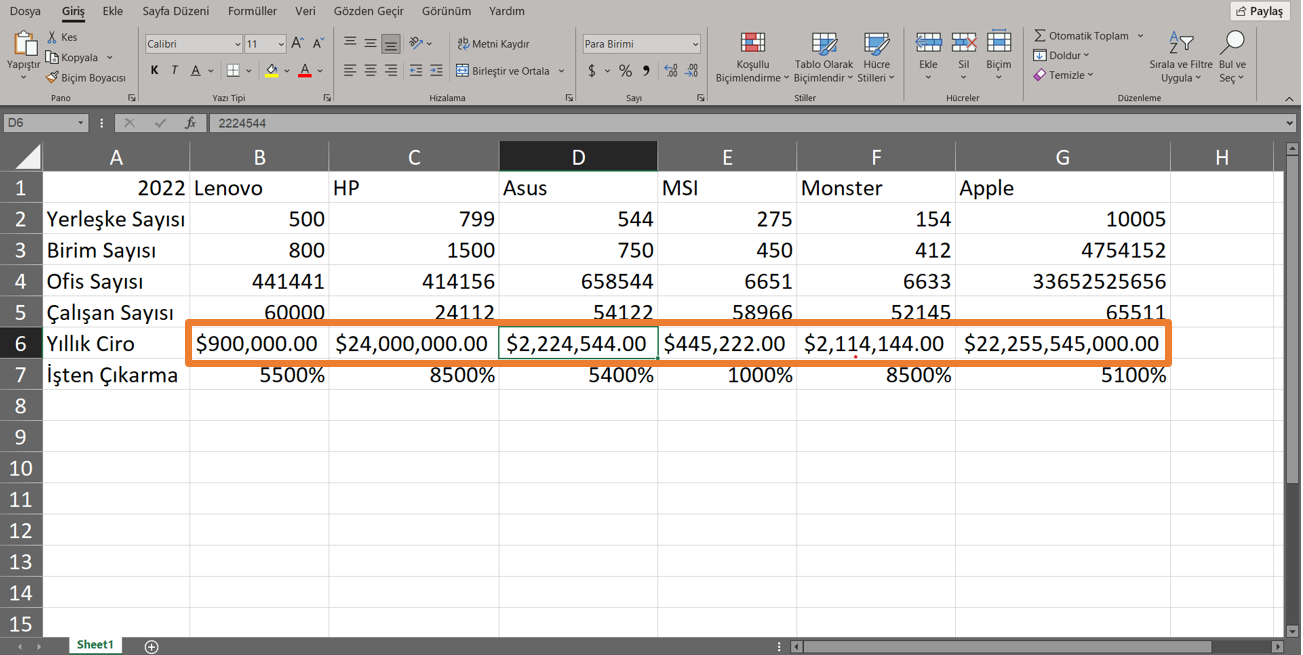 Dosya Giriş Ekle Sayfa Düzeni Formüller Veri Gözden Geçir Görünüm Yardım Paylaş
Yapıştır
Kes
Kopyala
Biçim Boyacısı
Pano
Calibri 11 A A
K T A A
Yazı Tipi
Metni Kaydır
Birleştir ve Ortala
Hizalama
Para Birimi
$ % ,
Sayı
Koşullu Biçimlendirme
Tablo Olarak Biçimlendir
Hücre Stilleri
Stiller
Ekle Sil Biçim
Hücreler
Otomatik Toplam
Doldur
Temizle
Sırala ve Filtre Uygula
Bul ve Seç
Düzenleme
D6 fx 2224544
A B C D E F G H
1 2022 Lenovo HP Asus MSI Monster Apple
2 Yerleşke Sayısı 500 799 544 275 154 10005
3 Birim Sayısı 800 1500 750 450 412 4754152
4 Ofis Sayısı 441441 414156 658544 6651 6633 33652525656
5 Çalışan Sayısı 60000 24112 54122 58966 52145 65511
6 Yıllık Ciro $900,000.00 $24,000,000.00 $2,224,544.00 $445,222.00 $2,114,144.00 $22,255,545,000.00
7 İşten Çıkarma 5500% 8500% 5400% 1000% 8500% 5100%
8
9
10
11
12
13
14
15
Sheet1